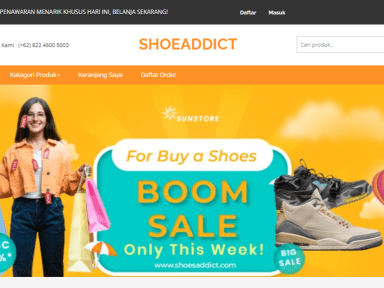 PENAWARAN MENARIK KHUSUS HARI INI, BELANJA SEKARANG!
Daftar
Masuk
Kami : (+62) 822 4600 5003
SHOEADDICT
Cari produk...
Kategori Produk
Keranjang Saya
Daftar Order
SUNSTORE
For Buy a Shoes
BOOM
SALE
Only This Week!
www.shoesaddict.com
BIG
SALE